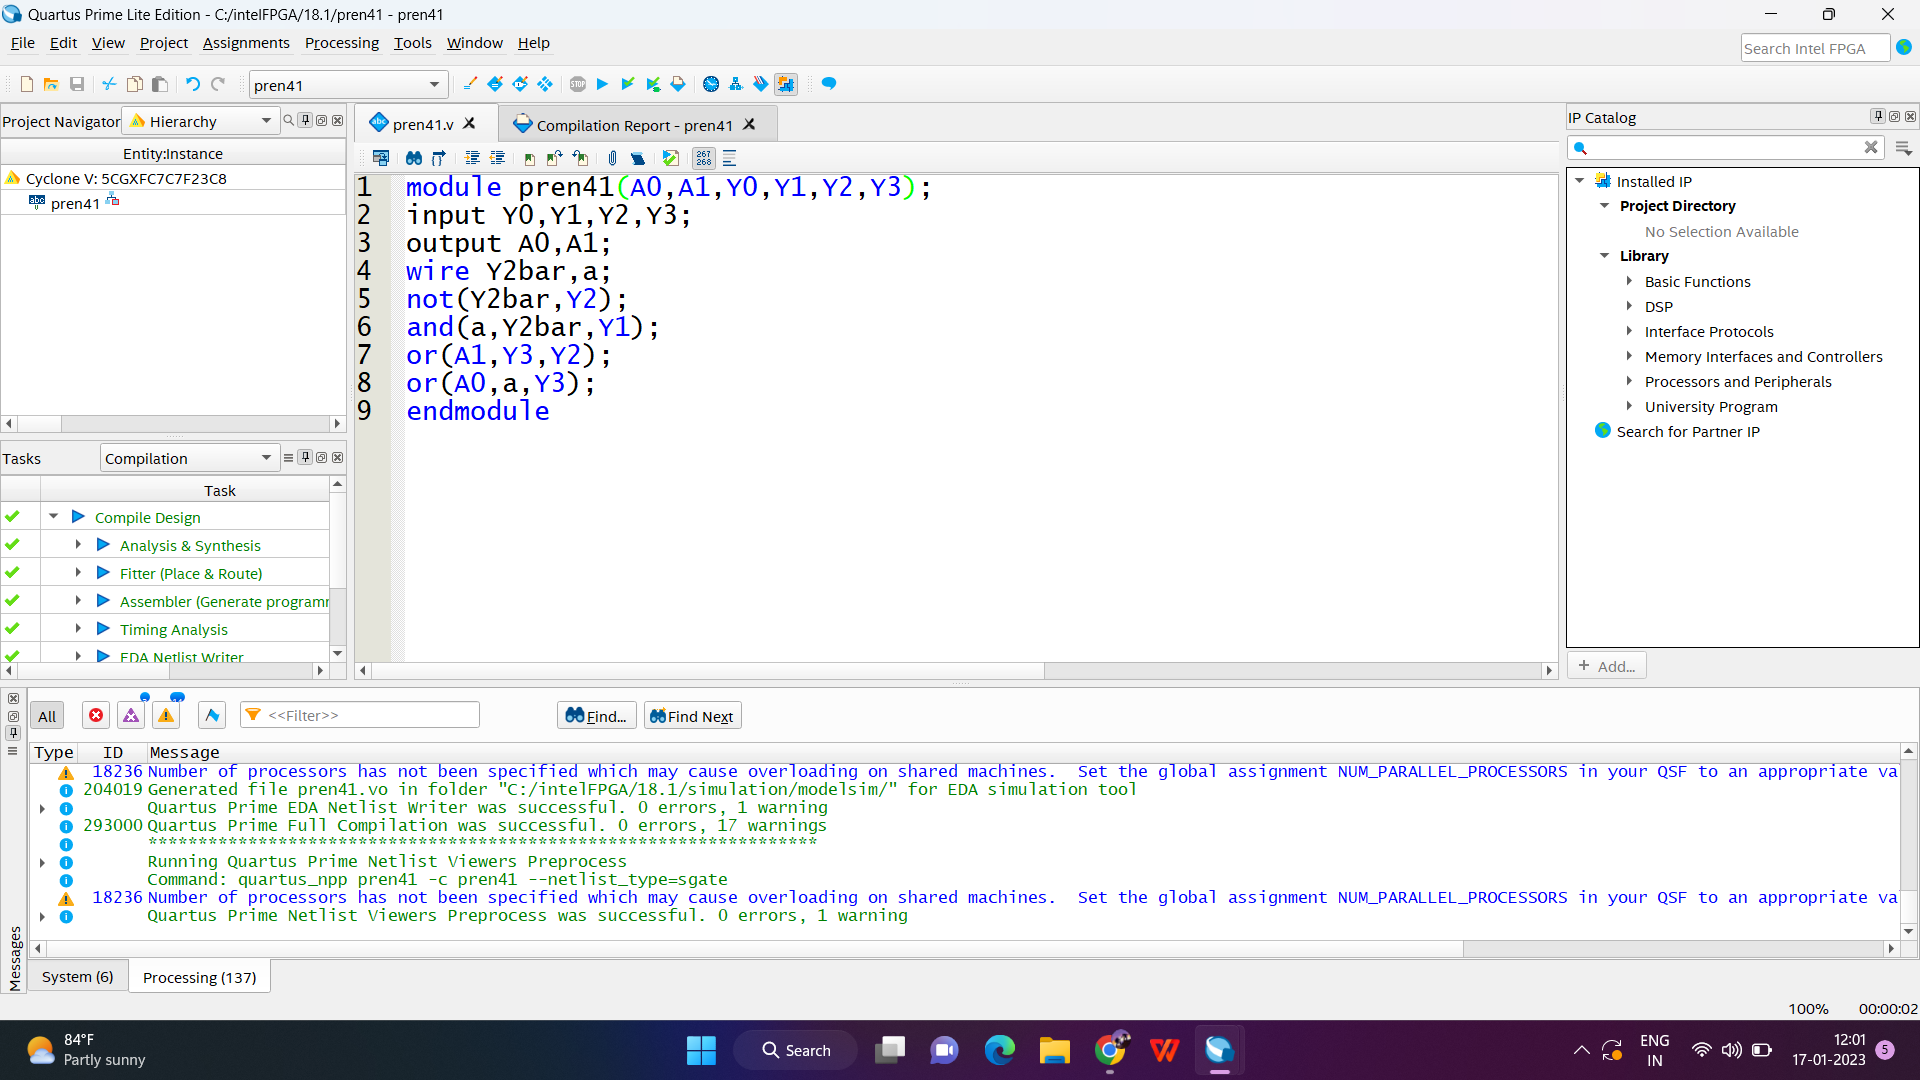 Quartus Prime Lite Edition - C:/intelFPGA/18.1/pren41 - pren41
File Edit View Project Assignments Processing Tools Window Help
Search Intel FPGA
pren41
Project Navigator Hierarchy
Entity:Instance
Cyclone V: 5CGXFC7C7F23C8
pren41
Tasks Compilation
Task
Compile Design
Analysis & Synthesis
Fitter (Place & Route)
Assembler (Generate programm
Timing Analysis
EDA Netlist Writer
pren41.v
Compilation Report - pren41
267
268
1 module pren41(A0,A1,Y0,Y1,Y2,Y3);
2 input Y0,Y1,Y2,Y3;
3 output A0,A1;
4 wire Y2bar,a;
5 not(Y2bar,Y2);
6 and(a,Y2bar,Y1);
7 or(A1,Y3,Y2);
8 or(A0,a,Y3);
9 endmodule
IP Catalog
Installed IP
Project Directory
No Selection Available
Library
Basic Functions
DSP
Interface Protocols
Memory Interfaces and Controllers
Processors and Peripherals
University Program
Search for Partner IP
+ Add...
All
<<Filter>>
Find...
Find Next
Type ID Message
18236 Number of processors has not been specified which may cause overloading on shared machines. Set the global assignment NUM_PARALLEL_PROCESSORS in your QSF to an appropriate va
204019 Generated file pren41.vo in folder "C:/intelFPGA/18.1/simulation/modelsim/" for EDA simulation tool
Quartus Prime EDA Netlist Writer was successful. 0 errors, 1 warning
293000 Quartus Prime Full Compilation was successful. 0 errors, 17 warnings
*******************************************************************
Running Quartus Prime Netlist Viewers Preprocess
Command: quartus_npp pren41 -c pren41 --netlist_type=sgate
18236 Number of processors has not been specified which may cause overloading on shared machines. Set the global assignment NUM_PARALLEL_PROCESSORS in your QSF to an appropriate va
Quartus Prime Netlist Viewers Preprocess was successful. 0 errors, 1 warning
Messages
System (6) Processing (137)
100% 00:00:02
84°F
Partly sunny
Search
ENG
IN
12:01
17-01-2023
5